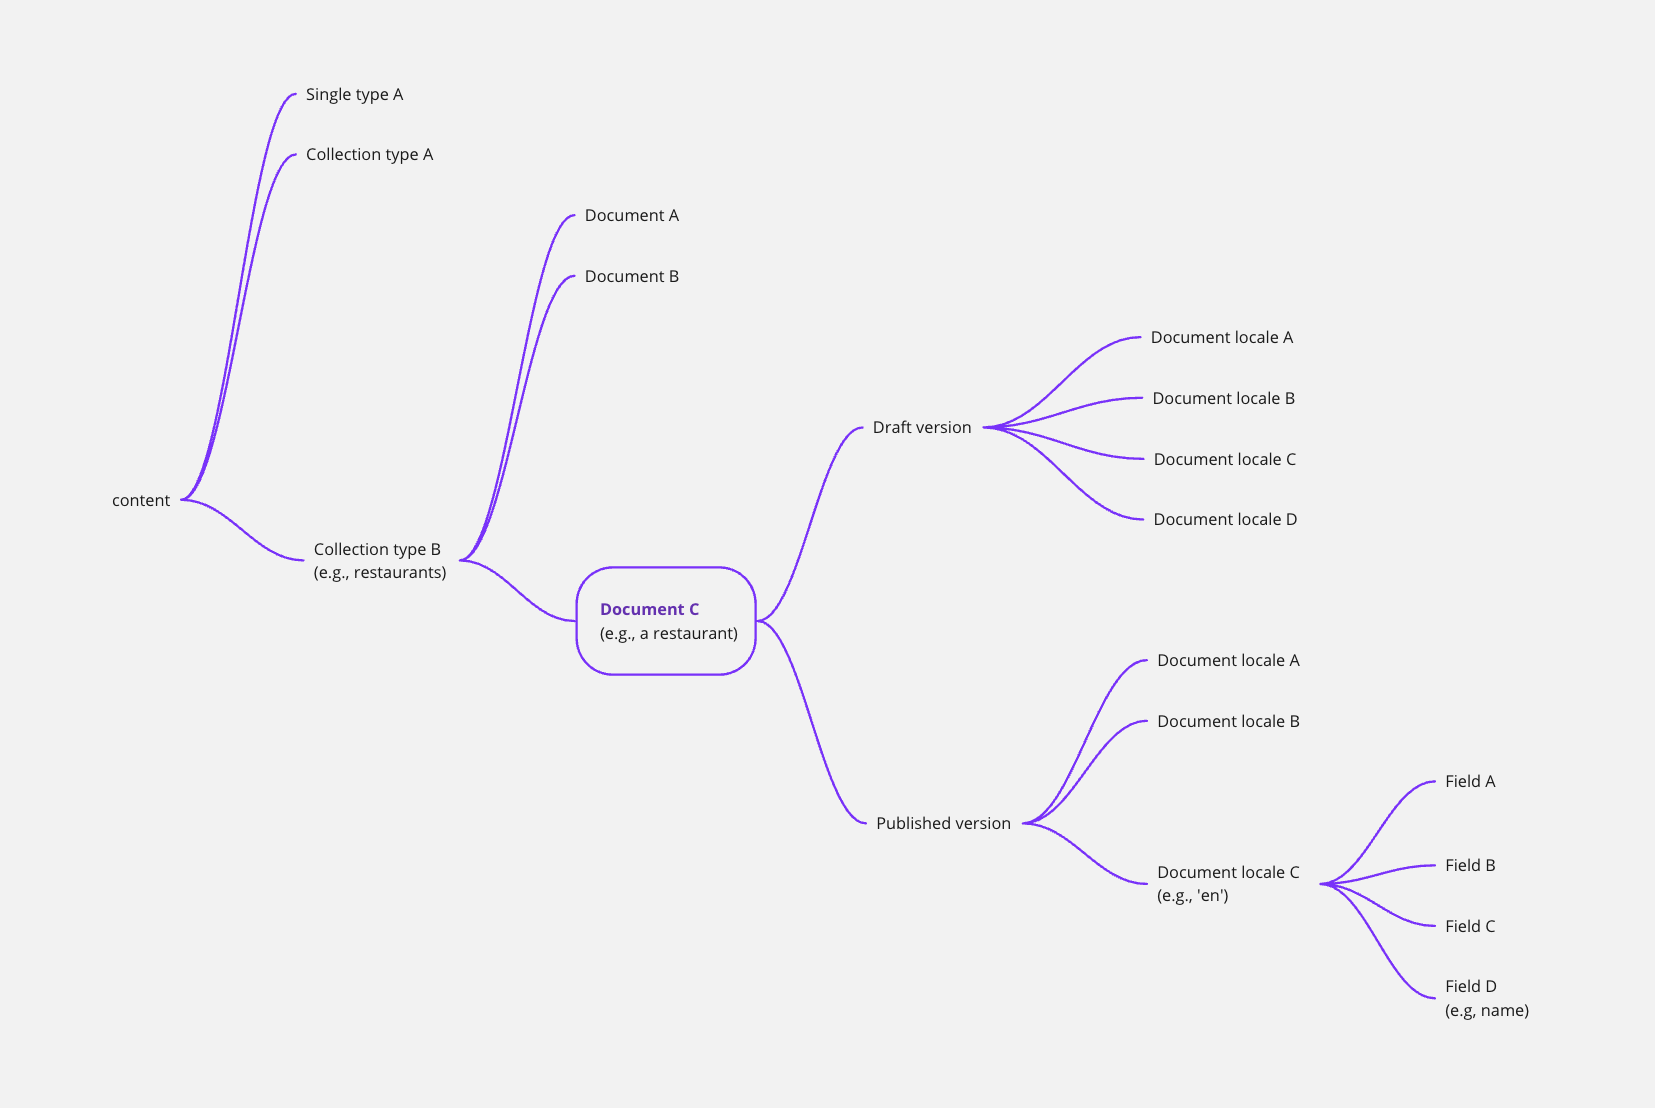 Single type A
Collection type A
Document A
Document B
Document locale A
Document locale B
Draft version
Document locale C
content
Document locale D
Collection type B
(e.g., restaurants)
Document C
(e.g., a restaurant)
Document locale A
Document locale B
Field A
Published version
Document locale C
(e.g., 'en')
Field B
Field C
Field D
(e.g, name)